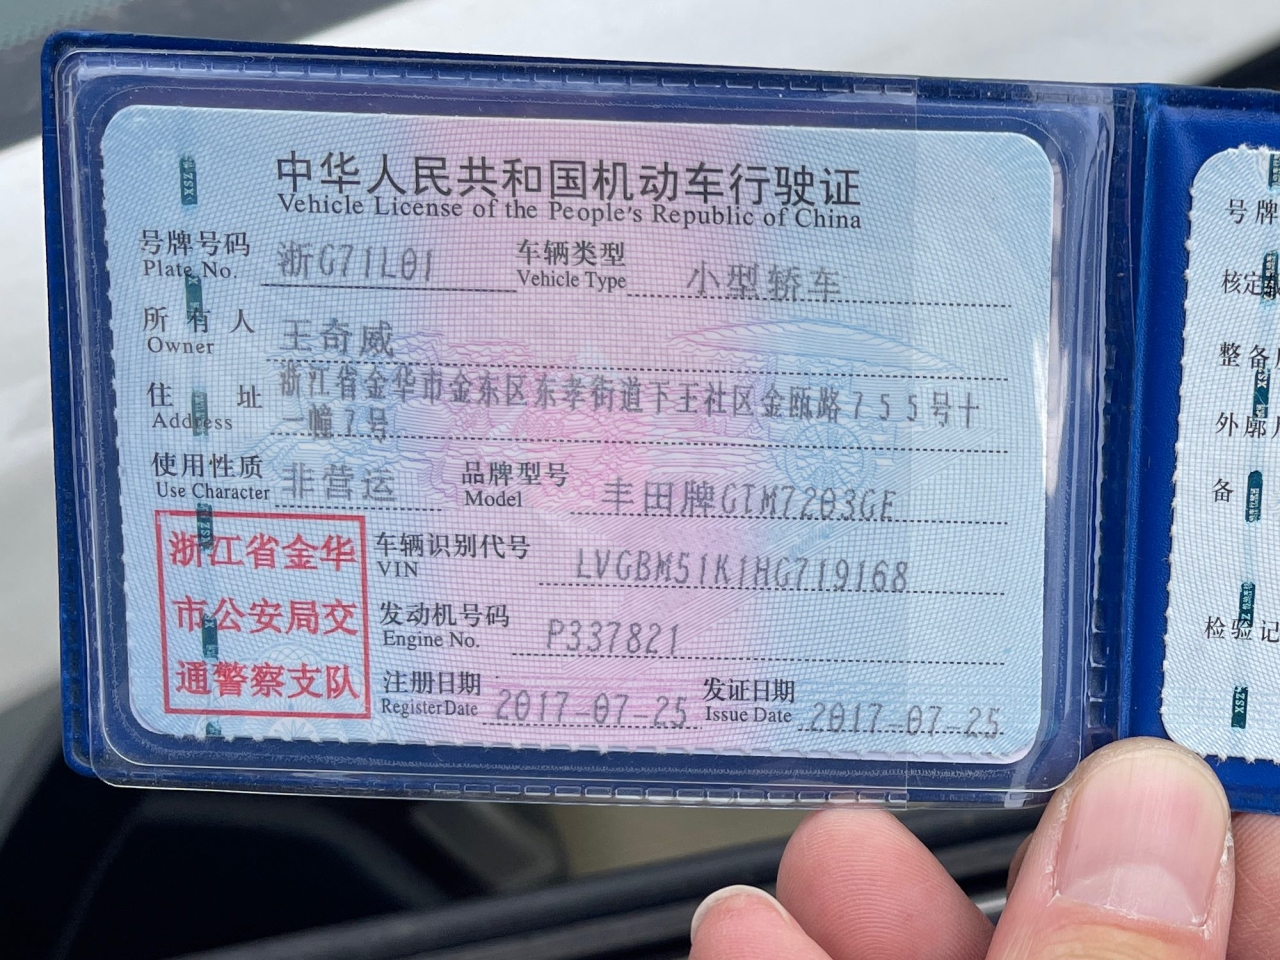 中华人民共和国机动车行驶证
Vehicle License of the People's Republic of China
号牌号码 浙G71L01 车辆类型 小型轿车
Plate No. Vehicle Type
所有人 王奇威
Owner
住址 浙江省金华市金东区东孝街道下王社区金瓯路755号十
Address 一幢7号
使用性质 非营运 品牌型号 丰田牌GTM7203GE
Use Character Model
浙江省金华
市公安局交
通警察支队
车辆识别代号 LVGBM51K1HG719168
VIN
发动机号码 P337821
Engine No.
注册日期 2017-07-25 发证日期 2017-07-25
Register Date Issue Date
号牌
核定
整备
外廓
备
检验记